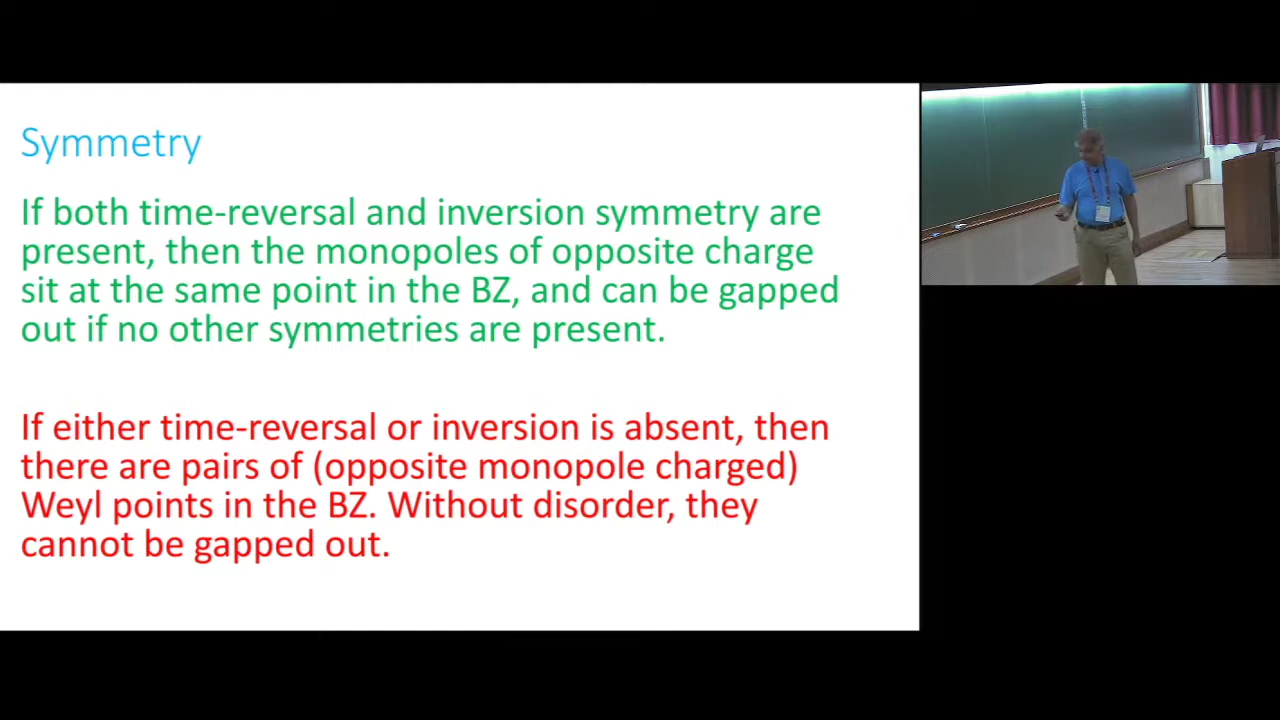 Symmetry
If both time-reversal and inversion symmetry are
present, then the monopoles of opposite charge
sit at the same point in the BZ, and can be gapped
out if no other symmetries are present.
If either time-reversal or inversion is absent, then
there are pairs of (opposite monopole charged)
Weyl points in the BZ. Without disorder, they
cannot be gapped out.